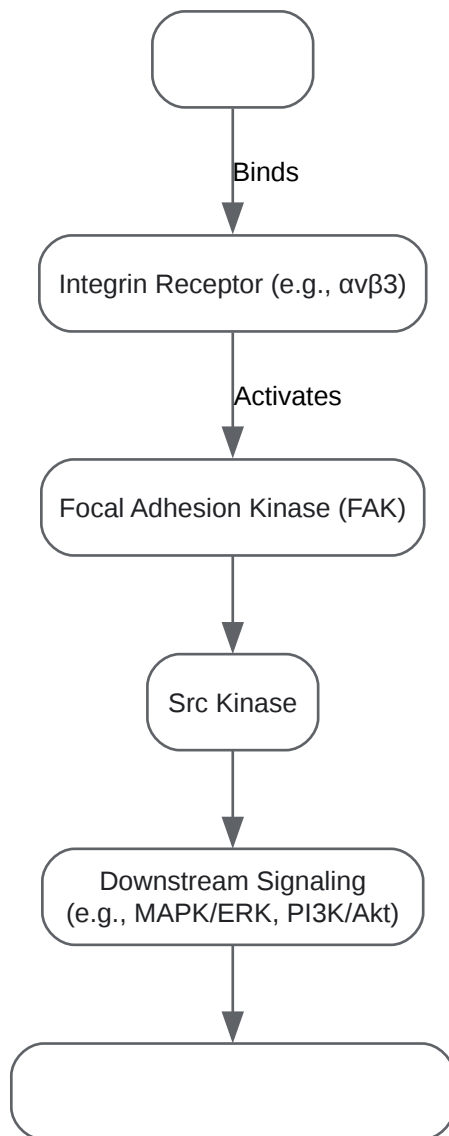 Binds
Integrin Receptor (e.g., αvβ3)
Activates
Focal Adhesion Kinase (FAK)
Src Kinase
Downstream Signaling
(e.g., MAPK/ERK, PI3K/Akt)